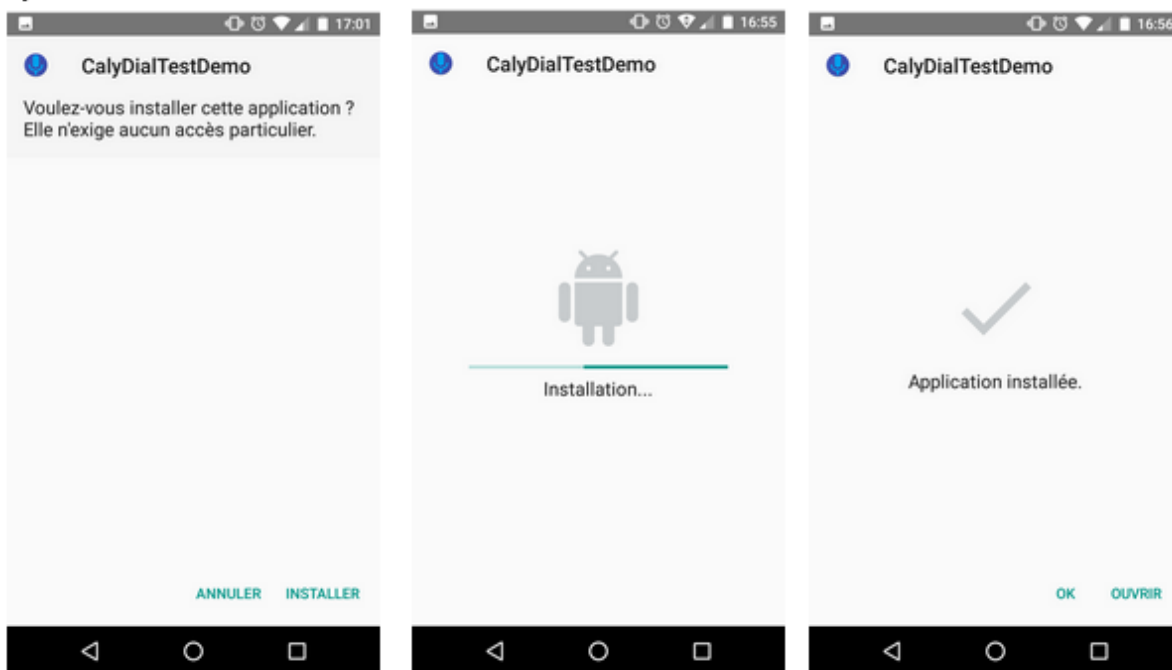 17:01
CalyDialTestDemo
Voulez-vous installer cette application ?
Elle n'exige aucun accès particulier.
ANNULER INSTALLER
16:55
CalyDialTestDemo
Installation...
16:56
CalyDialTestDemo
Application installée.
OK OUVRIR